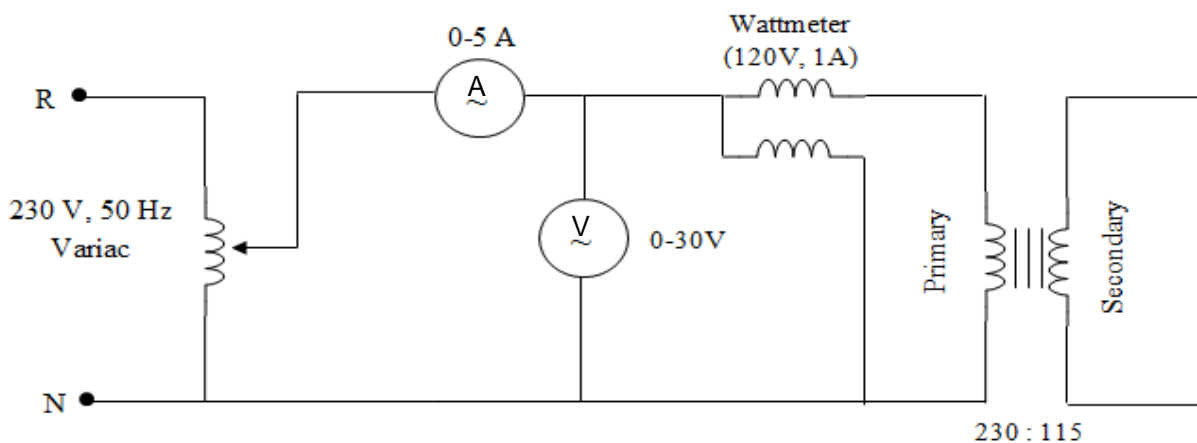 Wattmeter
(120V, 1A)
0-5 A
A
~
R
230 V, 50 Hz
Variac
V
~
0-30V
Primary
Secondary
N
230 : 115